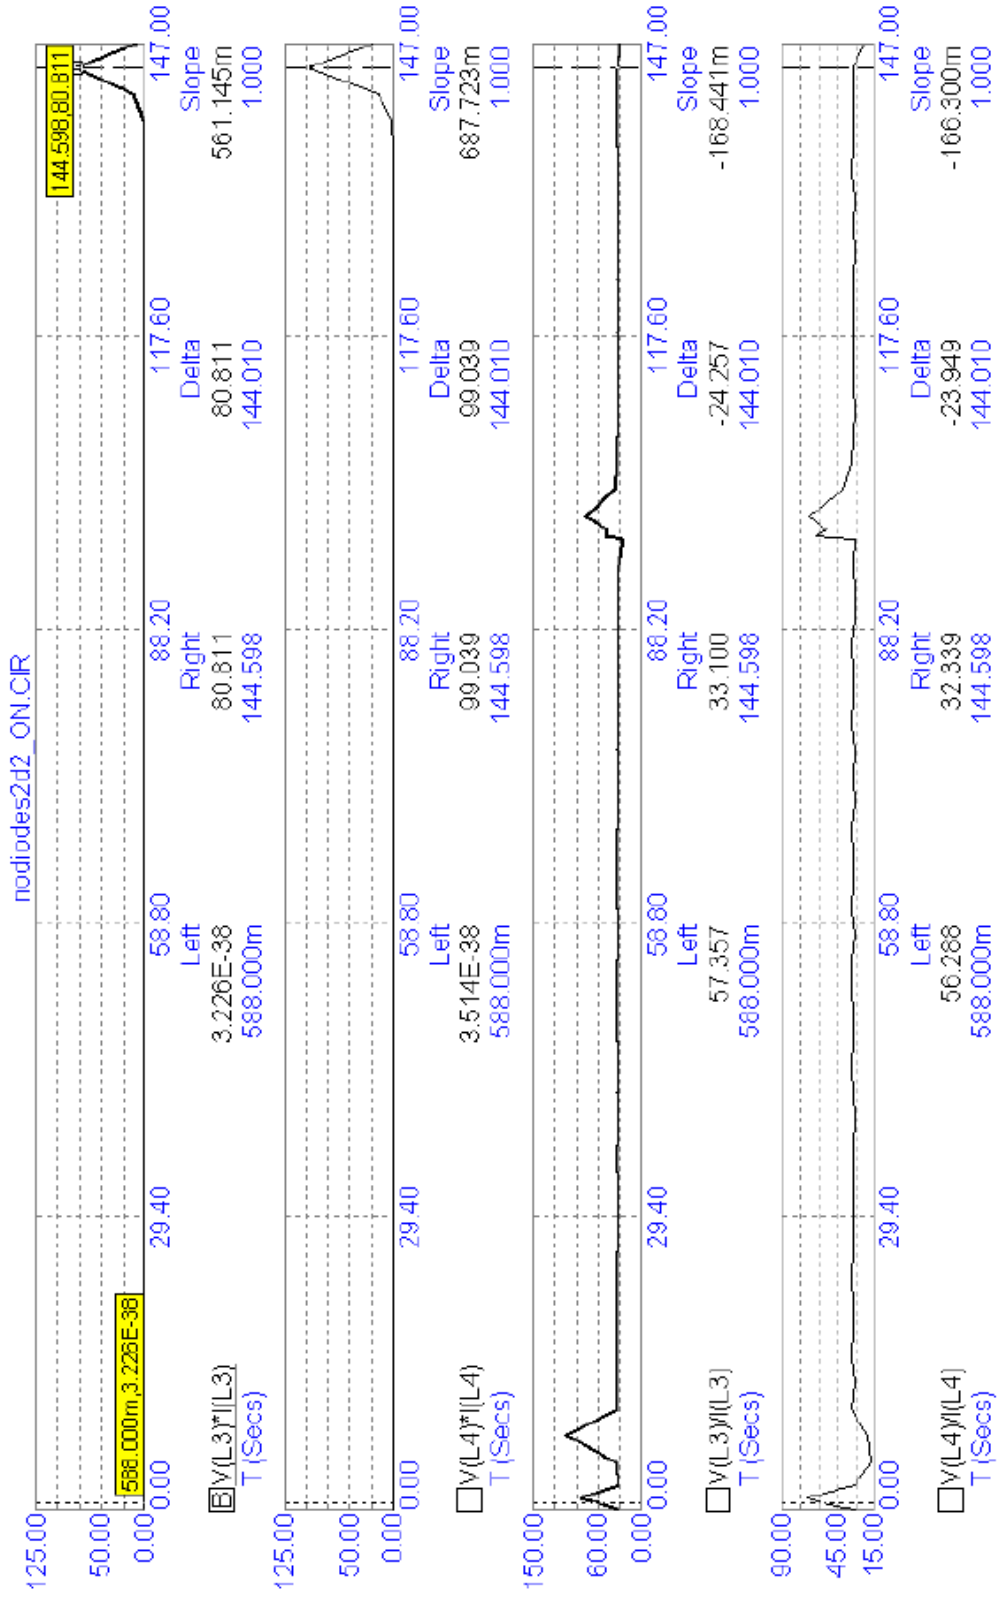 nodiodes2d2_ON.CIR
125.00
50.00
0.00
588.000m,3.226E-38
144.598,80.811
0.00 29.40 58.80 88.20 117.60 147.00
Left Right Delta Slope
B V(L3)*I(L3) 3.226E-38 80.811 80.811 561.145m
T (Secs) 588.000m 144.598 144.010 1.000
125.00
50.00
0.00
0.00 29.40 58.80 88.20 117.60 147.00
Left Right Delta Slope
V(L4)*I(L4) 3.514E-38 99.039 99.039 687.723m
T (Secs) 588.000m 144.598 144.010 1.000
150.00
60.00
0.00
0.00 29.40 58.80 88.20 117.60 147.00
Left Right Delta Slope
V(L3)/I(L3) 57.357 33.100 -24.257 -168.441m
T (Secs) 588.000m 144.598 144.010 1.000
90.00
45.00
15.00
0.00 29.40 58.80 88.20 117.60 147.00
Left Right Delta Slope
V(L4)/I(L4) 56.288 32.339 -23.949 -166.300m
T (Secs) 588.000m 144.598 144.010 1.000